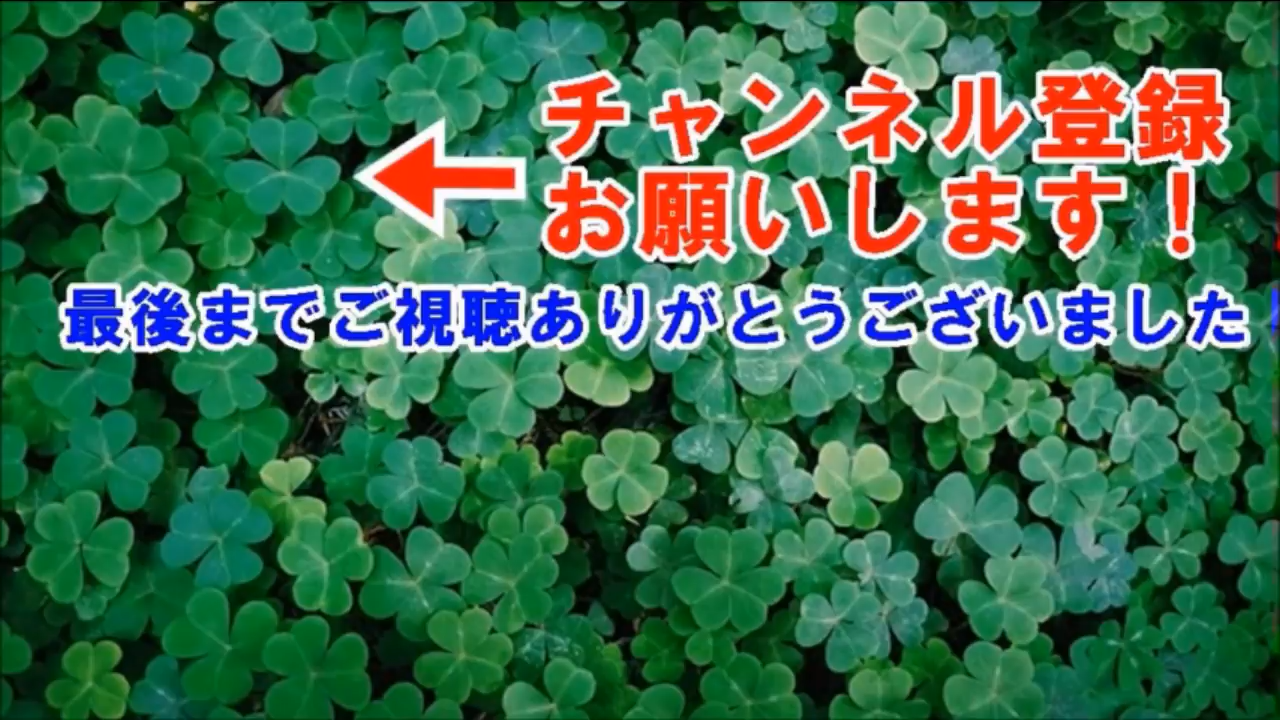 チャンネル登録
お願いします！
最後までご視聴ありがとうございました